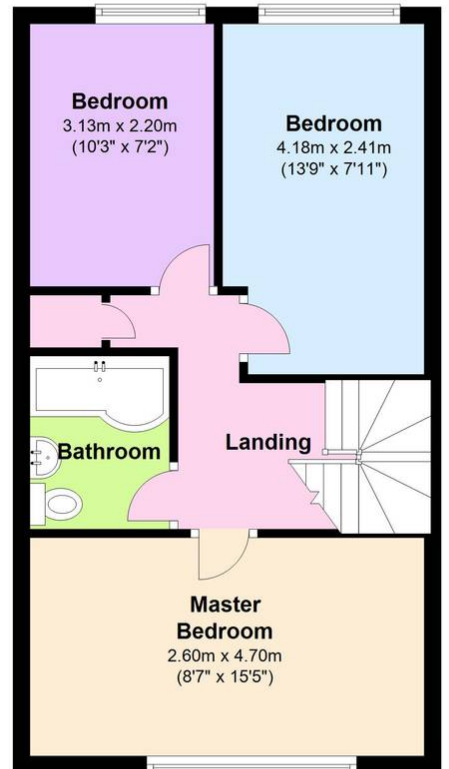 Bedroom
3.13m x 2.20m
(10'3" x 7'2")
Bedroom
4.18m x 2.41m
(13'9" x 7'11")
Bathroom
Landing
Master
Bedroom
2.60m x 4.70m
(8'7" x 15'5")